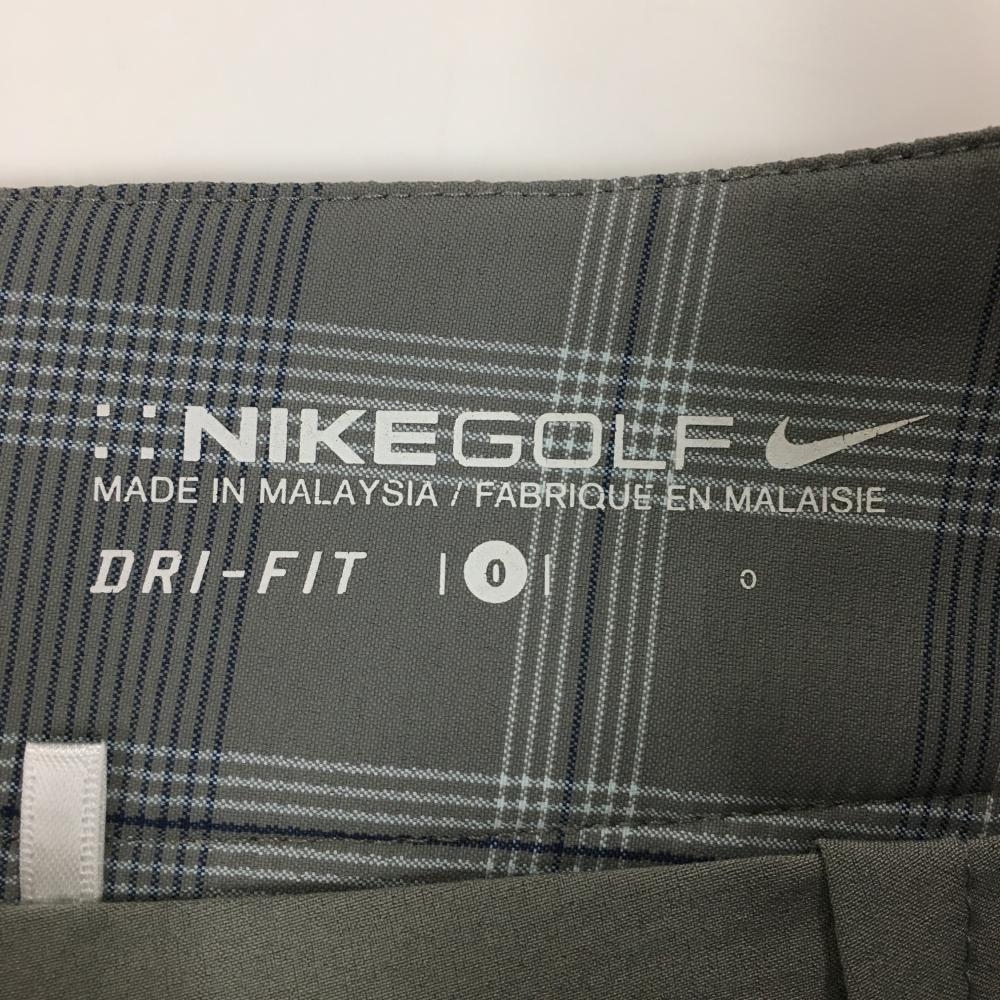 NIKEGOLF
MADE IN MALAYSIA / FABRIQUE EN MALAISIE
DRI-FIT | 0 | 0